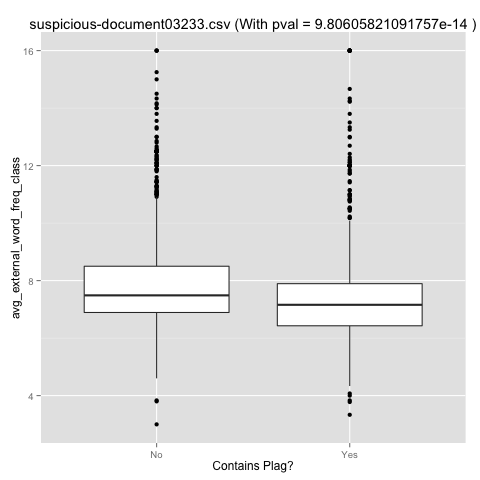 suspicious-document03233.csv (With pval = 9.80605821091757e-14 )
16
12
8
4
avg_external_word_freq_class
No Yes
Contains Plag?